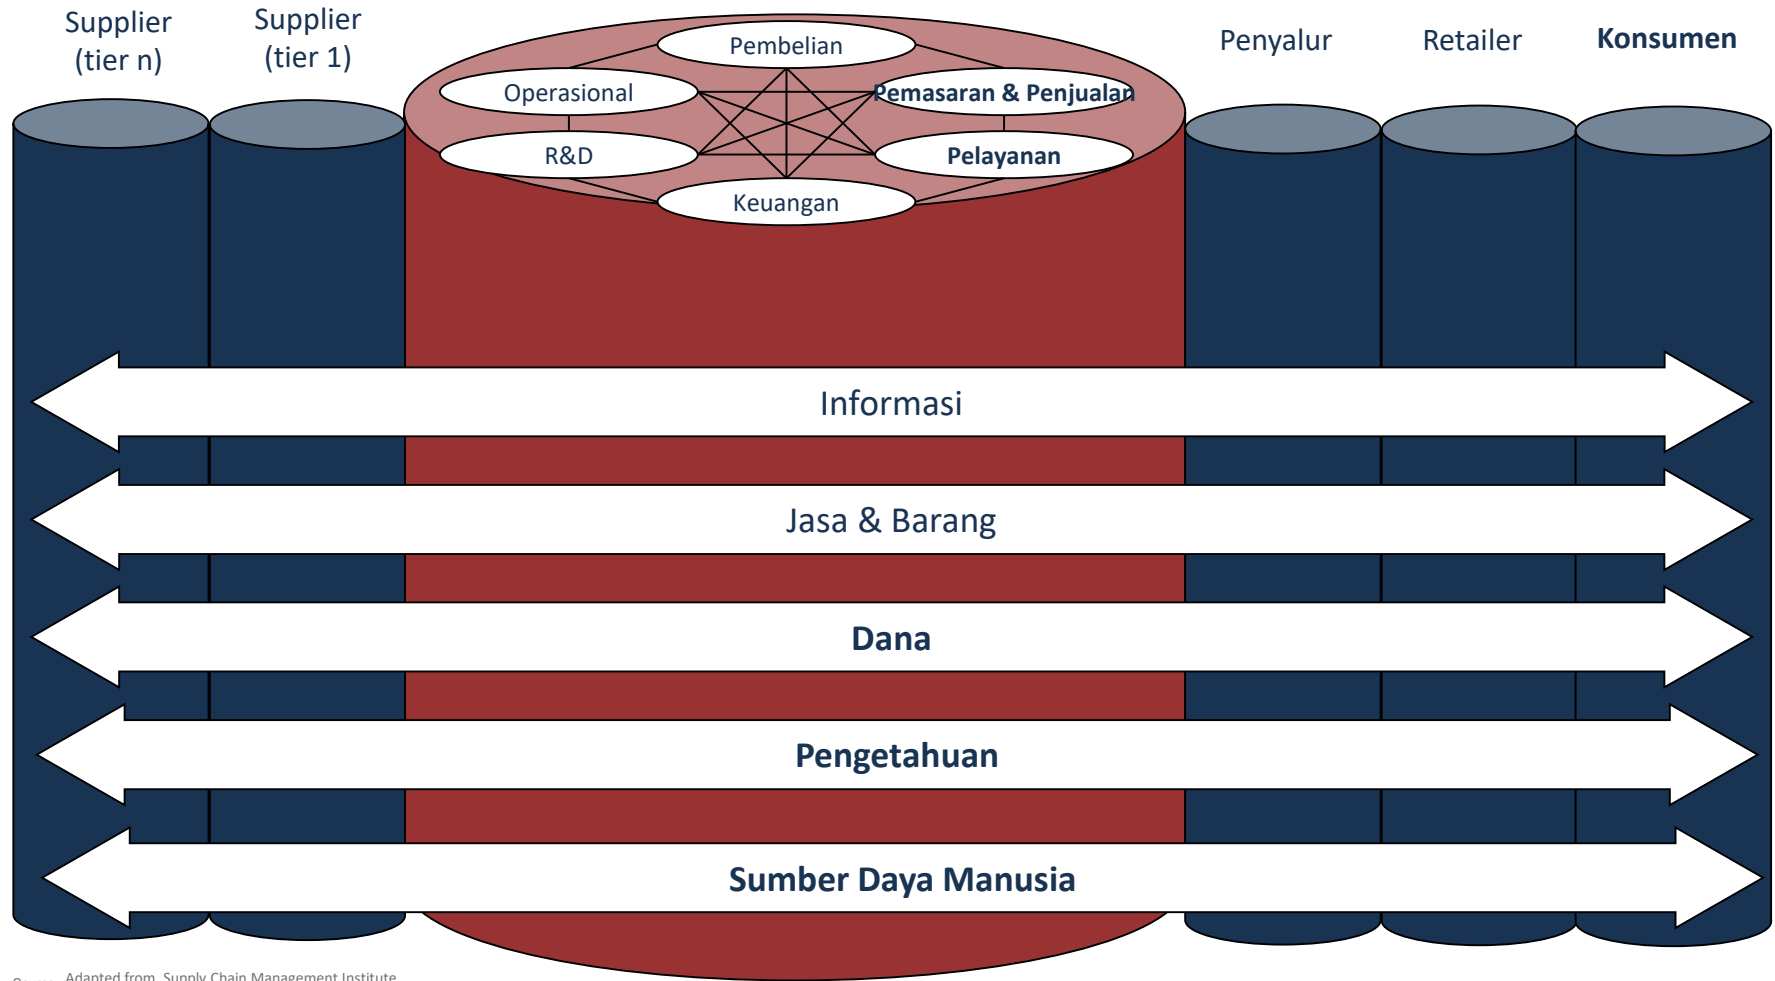 Supplier
(tier n)
Supplier
(tier 1)
Pembelian
Operasional
Pemasaran & Penjualan
R&D
Pelayanan
Keuangan
Penyalur
Retailer
Konsumen
Informasi
Jasa & Barang
Dana
Pengetahuan
Sumber Daya Manusia
Adapted from Supply Chain Management Institute